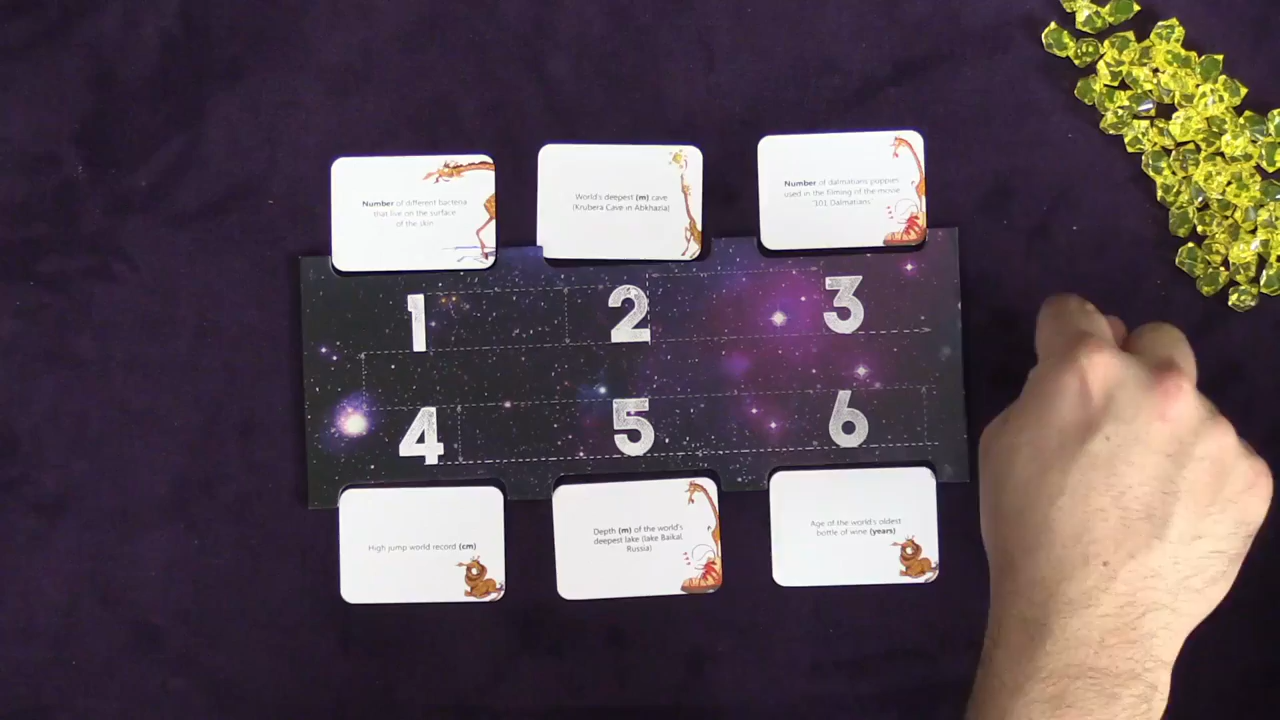 Number of different bacteria
that live on the surface
of the skin
World's deepest (m) cave
(Krubera Cave in Abkhazia)
Number of dalmatians puppies
used in the filming of the movie
'101 Dalmatians'
1
2
3
4
5
6
High jump world record (cm)
Depth (m) of the world's
deepest lake (lake Baikal,
Russia)
Age of the world's oldest
bottle of wine (years)